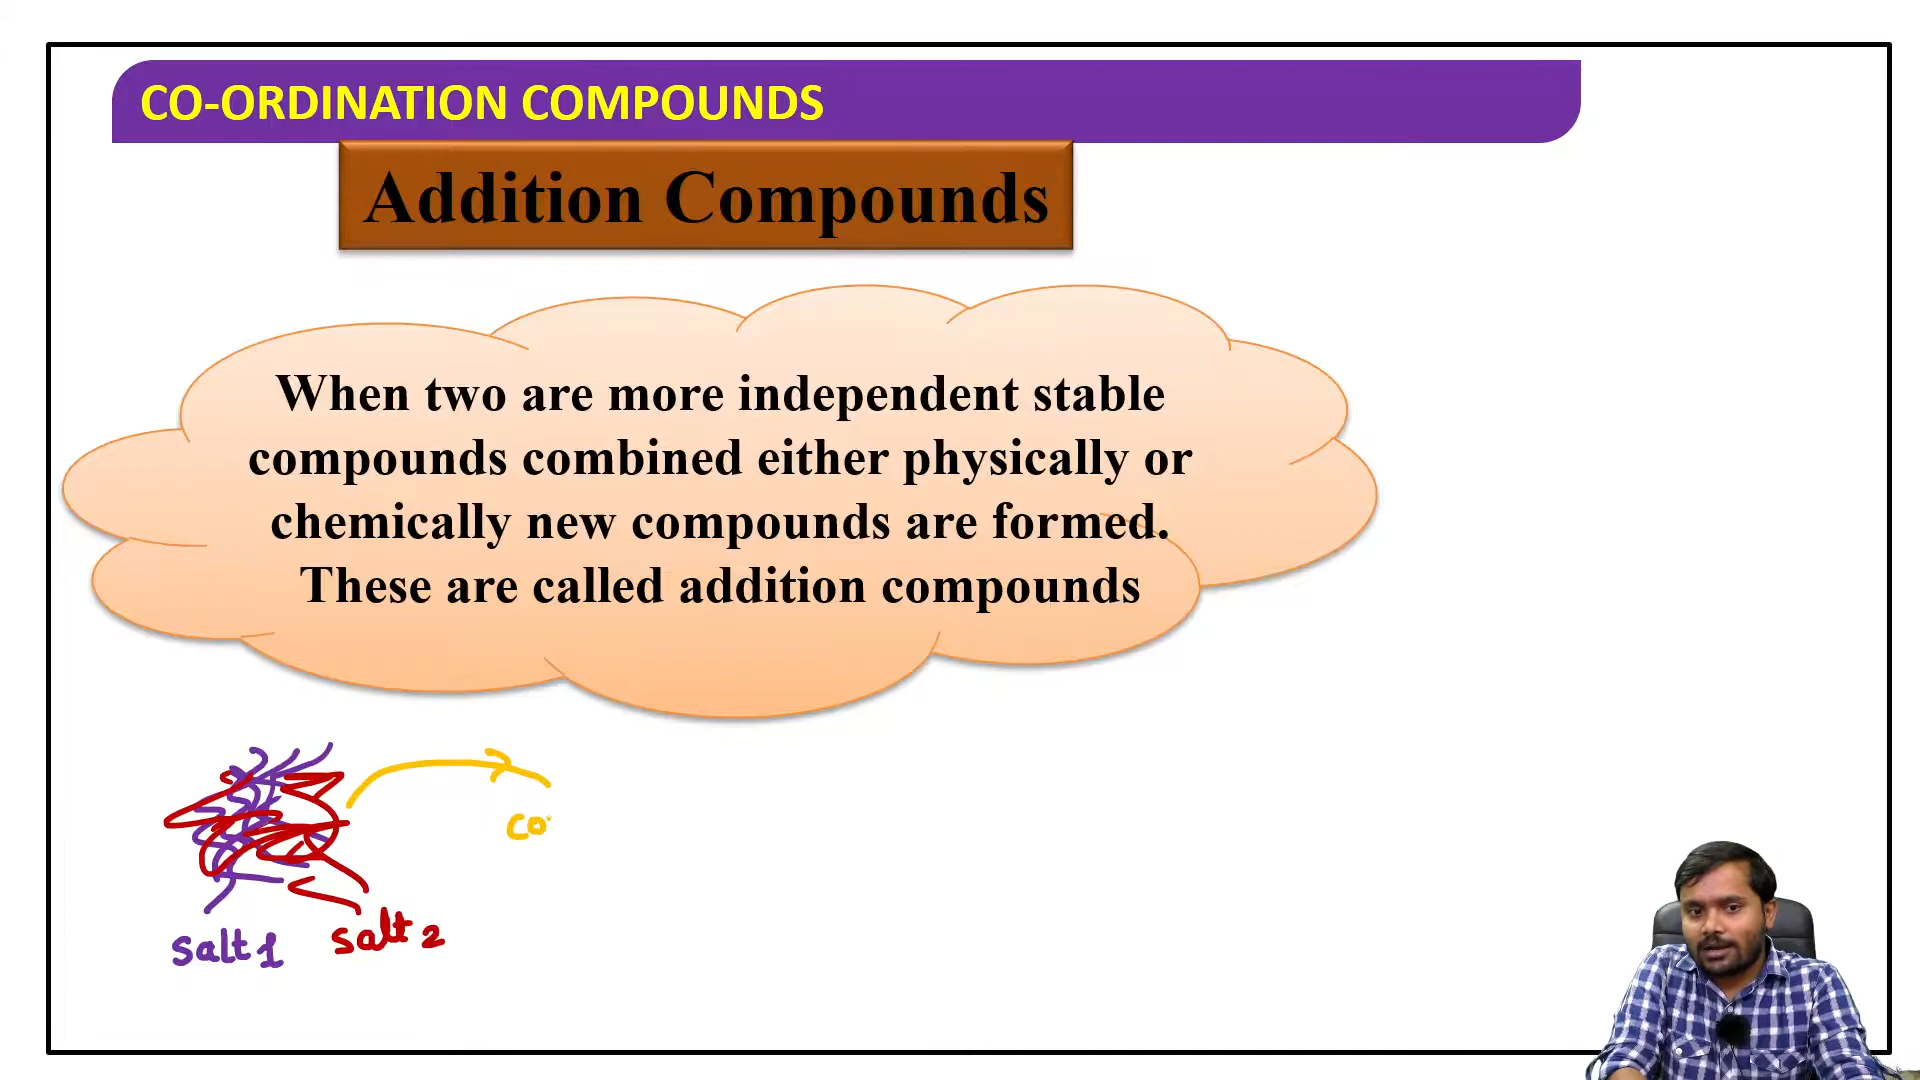 CO-ORDINATION COMPOUNDS
Addition Compounds
When two are more independent stable
compounds combined either physically or
chemically new compounds are formed.
These are called addition compounds
co
salt 1 salt 2